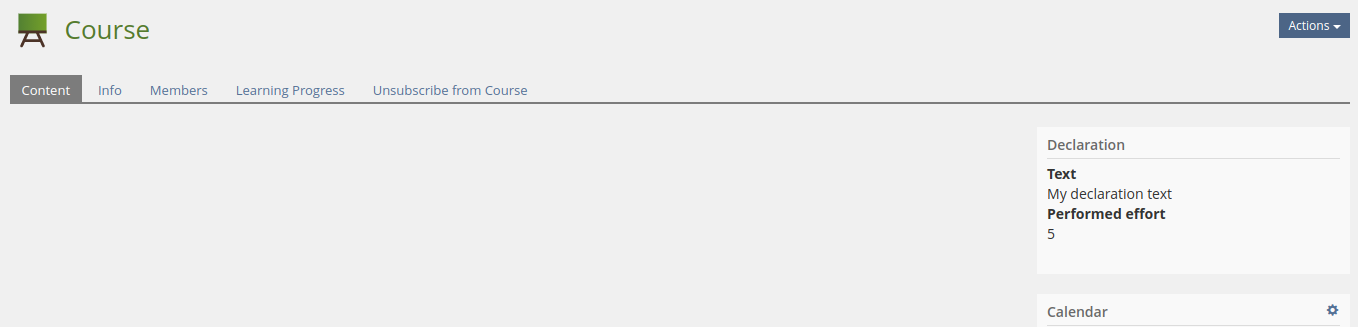 Course
Actions
Content Info Members Learning Progress Unsubscribe from Course
Declaration
Text
My declaration text
Performed effort
5
Calendar